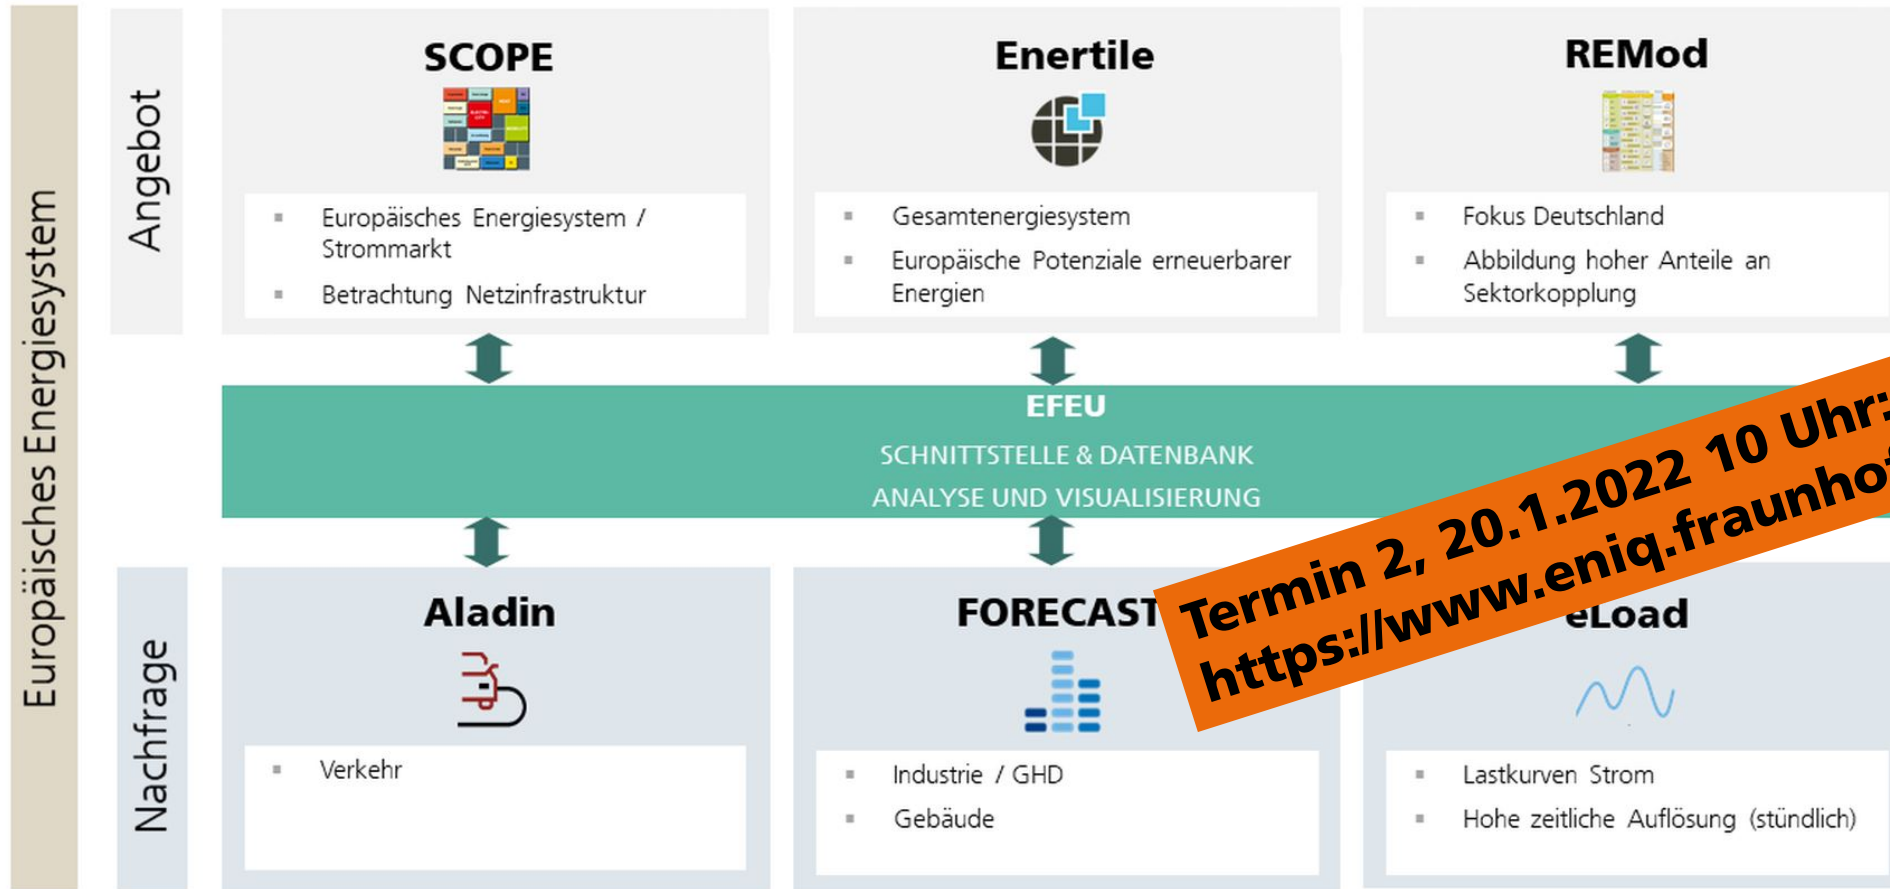 Europäisches Energiesystem
Angebot
SCOPE
Europäisches Energiesystem /
Strommarkt
Betrachtung Netzinfrastruktur
Enertile
Gesamtenergiesystem
Europäische Potenziale erneuerbarer
Energien
REMod
Fokus Deutschland
Abbildung hoher Anteile an
Sektorkopplung
EFEU
SCHNITTSTELLE & DATENBANK
ANALYSE UND VISUALISIERUNG
Termin 2, 20.1.2022 10 Uhr:
https://www.eniq.fraunhof
Nachfrage
Aladin
Verkehr
FORECAST
Industrie / GHD
Gebäude
eLoad
Lastkurven Strom
Hohe zeitliche Auflösung (stündlich)